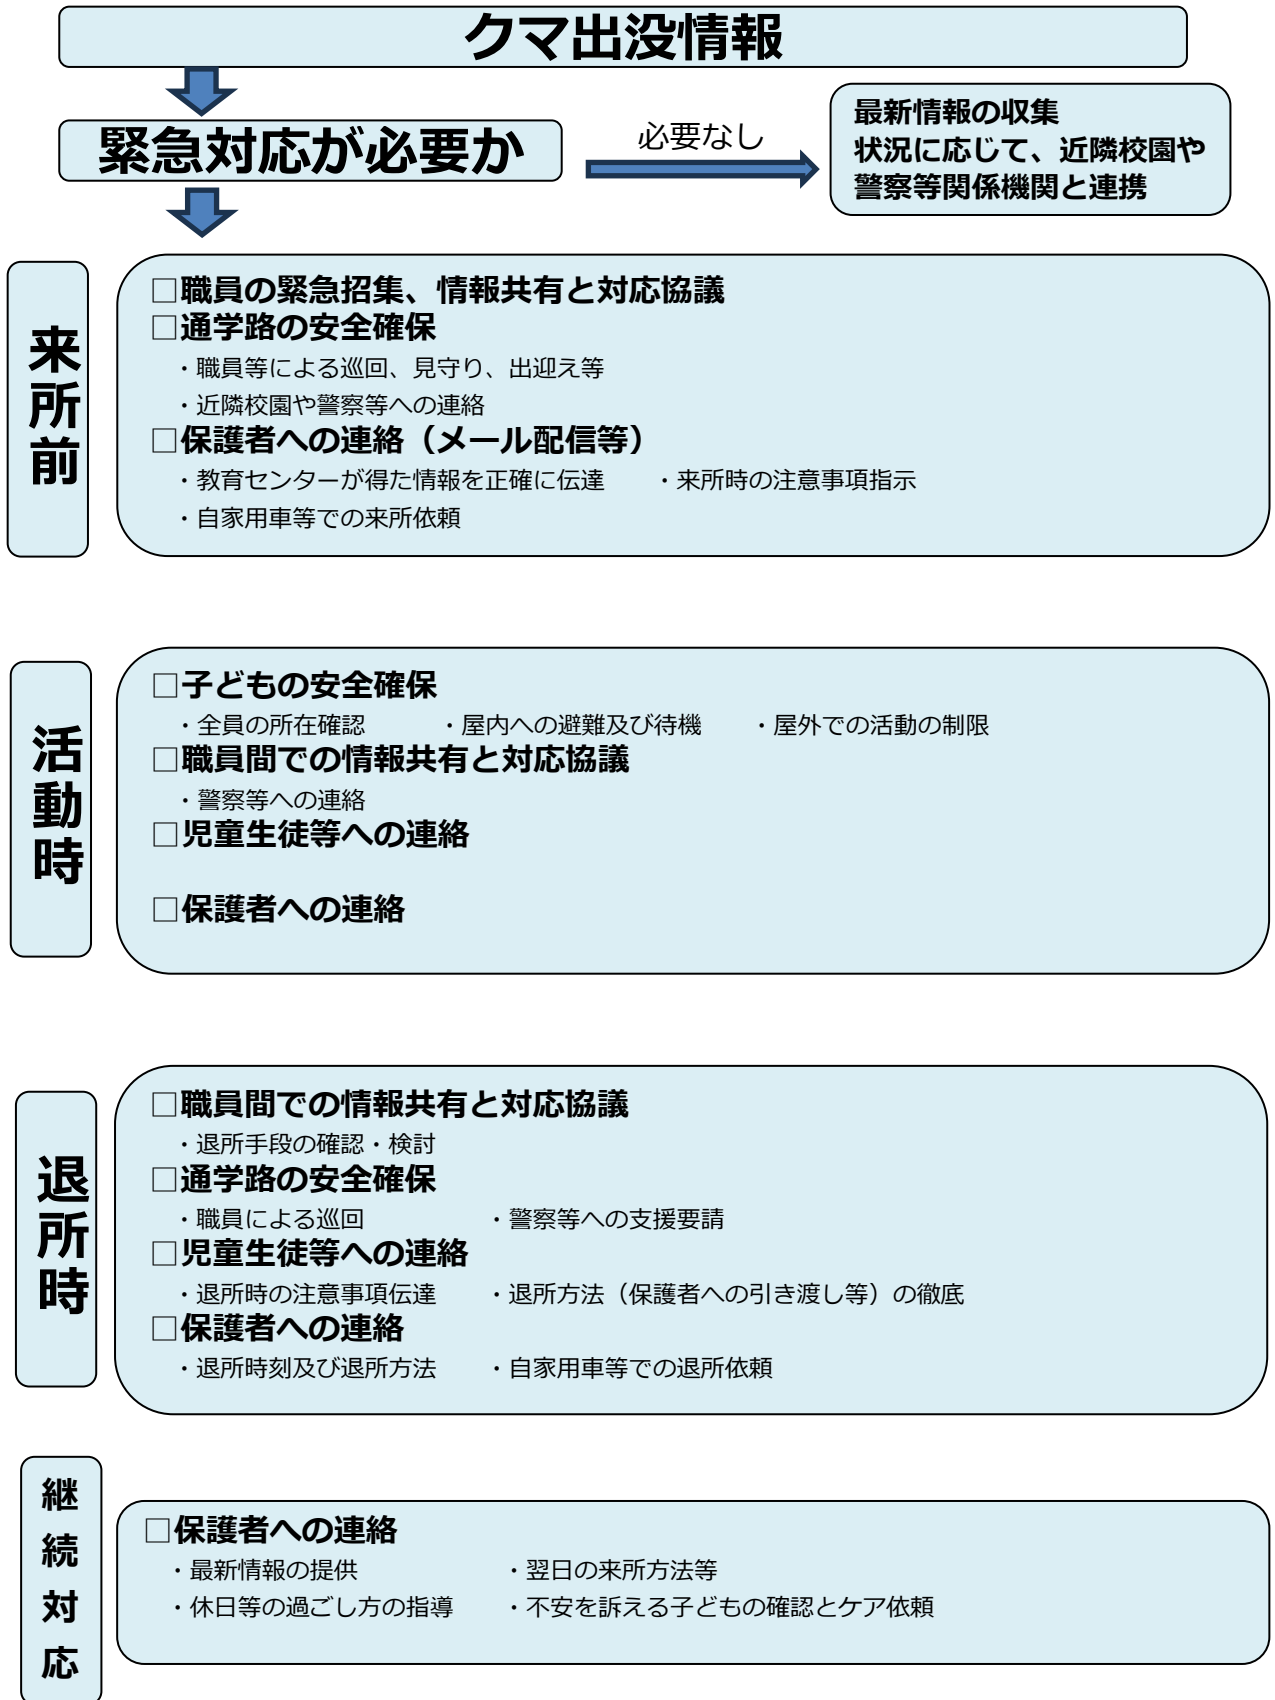 クマ出没情報
緊急対応が必要か
必要なし
最新情報の収集
状況に応じて、近隣校園や
警察等関係機関と連携
来所前
□職員の緊急招集、情報共有と対応協議
□通学路の安全確保
・職員等による巡回、見守り、出迎え等
・近隣校園や警察等への連絡
□保護者への連絡（メール配信等）
・教育センターが得た情報を正確に伝達　・来所時の注意事項指示
・自家用車等での来所依頼
活動時
□子どもの安全確保
・全員の所在確認　・屋内への避難及び待機　・屋外での活動の制限
□職員間での情報共有と対応協議
・警察等への連絡
□児童生徒等への連絡
□保護者への連絡
退所時
□職員間での情報共有と対応協議
・退所手段の確認・検討
□通学路の安全確保
・職員による巡回　・警察等への支援要請
□児童生徒等への連絡
・退所時の注意事項伝達　・退所方法（保護者への引き渡し等）の徹底
□保護者への連絡
・退所時刻及び退所方法　・自家用車等での退所依頼
継続対応
□保護者への連絡
・最新情報の提供　・翌日の来所方法等
・休日等の過ごし方の指導　・不安を訴える子どもの確認とケア依頼